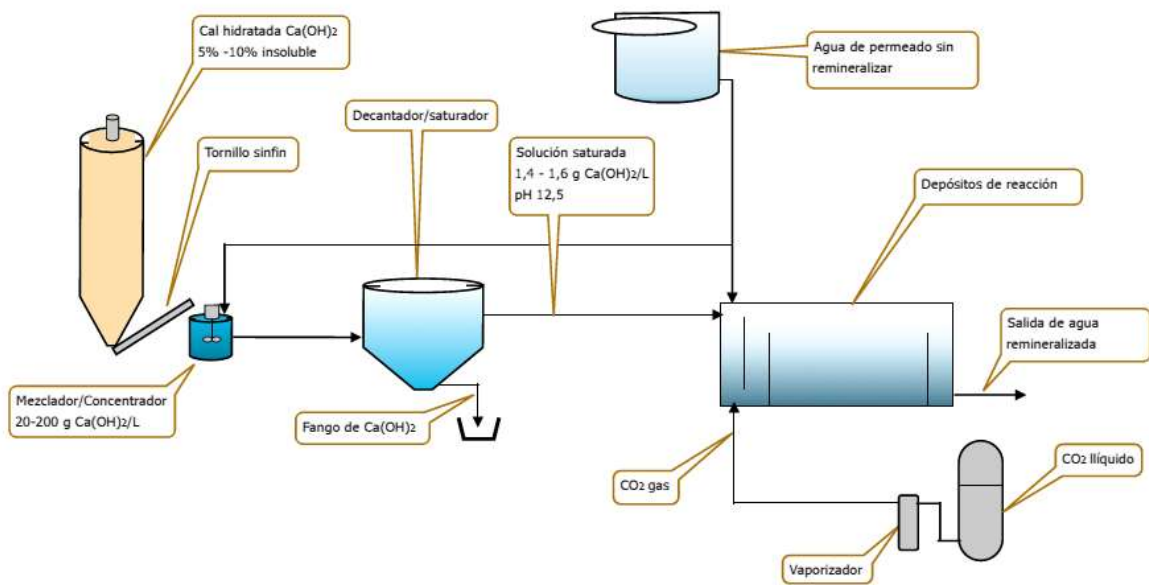 Cal hidratada Ca(OH)2
5% -10% insoluble
Agua de permeado sin
remineralizar
Decantador/saturador
Tornillo sinfin
Solución saturada
1,4 - 1,6 g Ca(OH)2/L
pH 12,5
Depósitos de reacción
Salida de agua
remineralizada
Mezclador/Concentrador
20-200 g Ca(OH)2/L
Fango de Ca(OH)2
CO2 gas
CO2 llíquido
Vaporizador